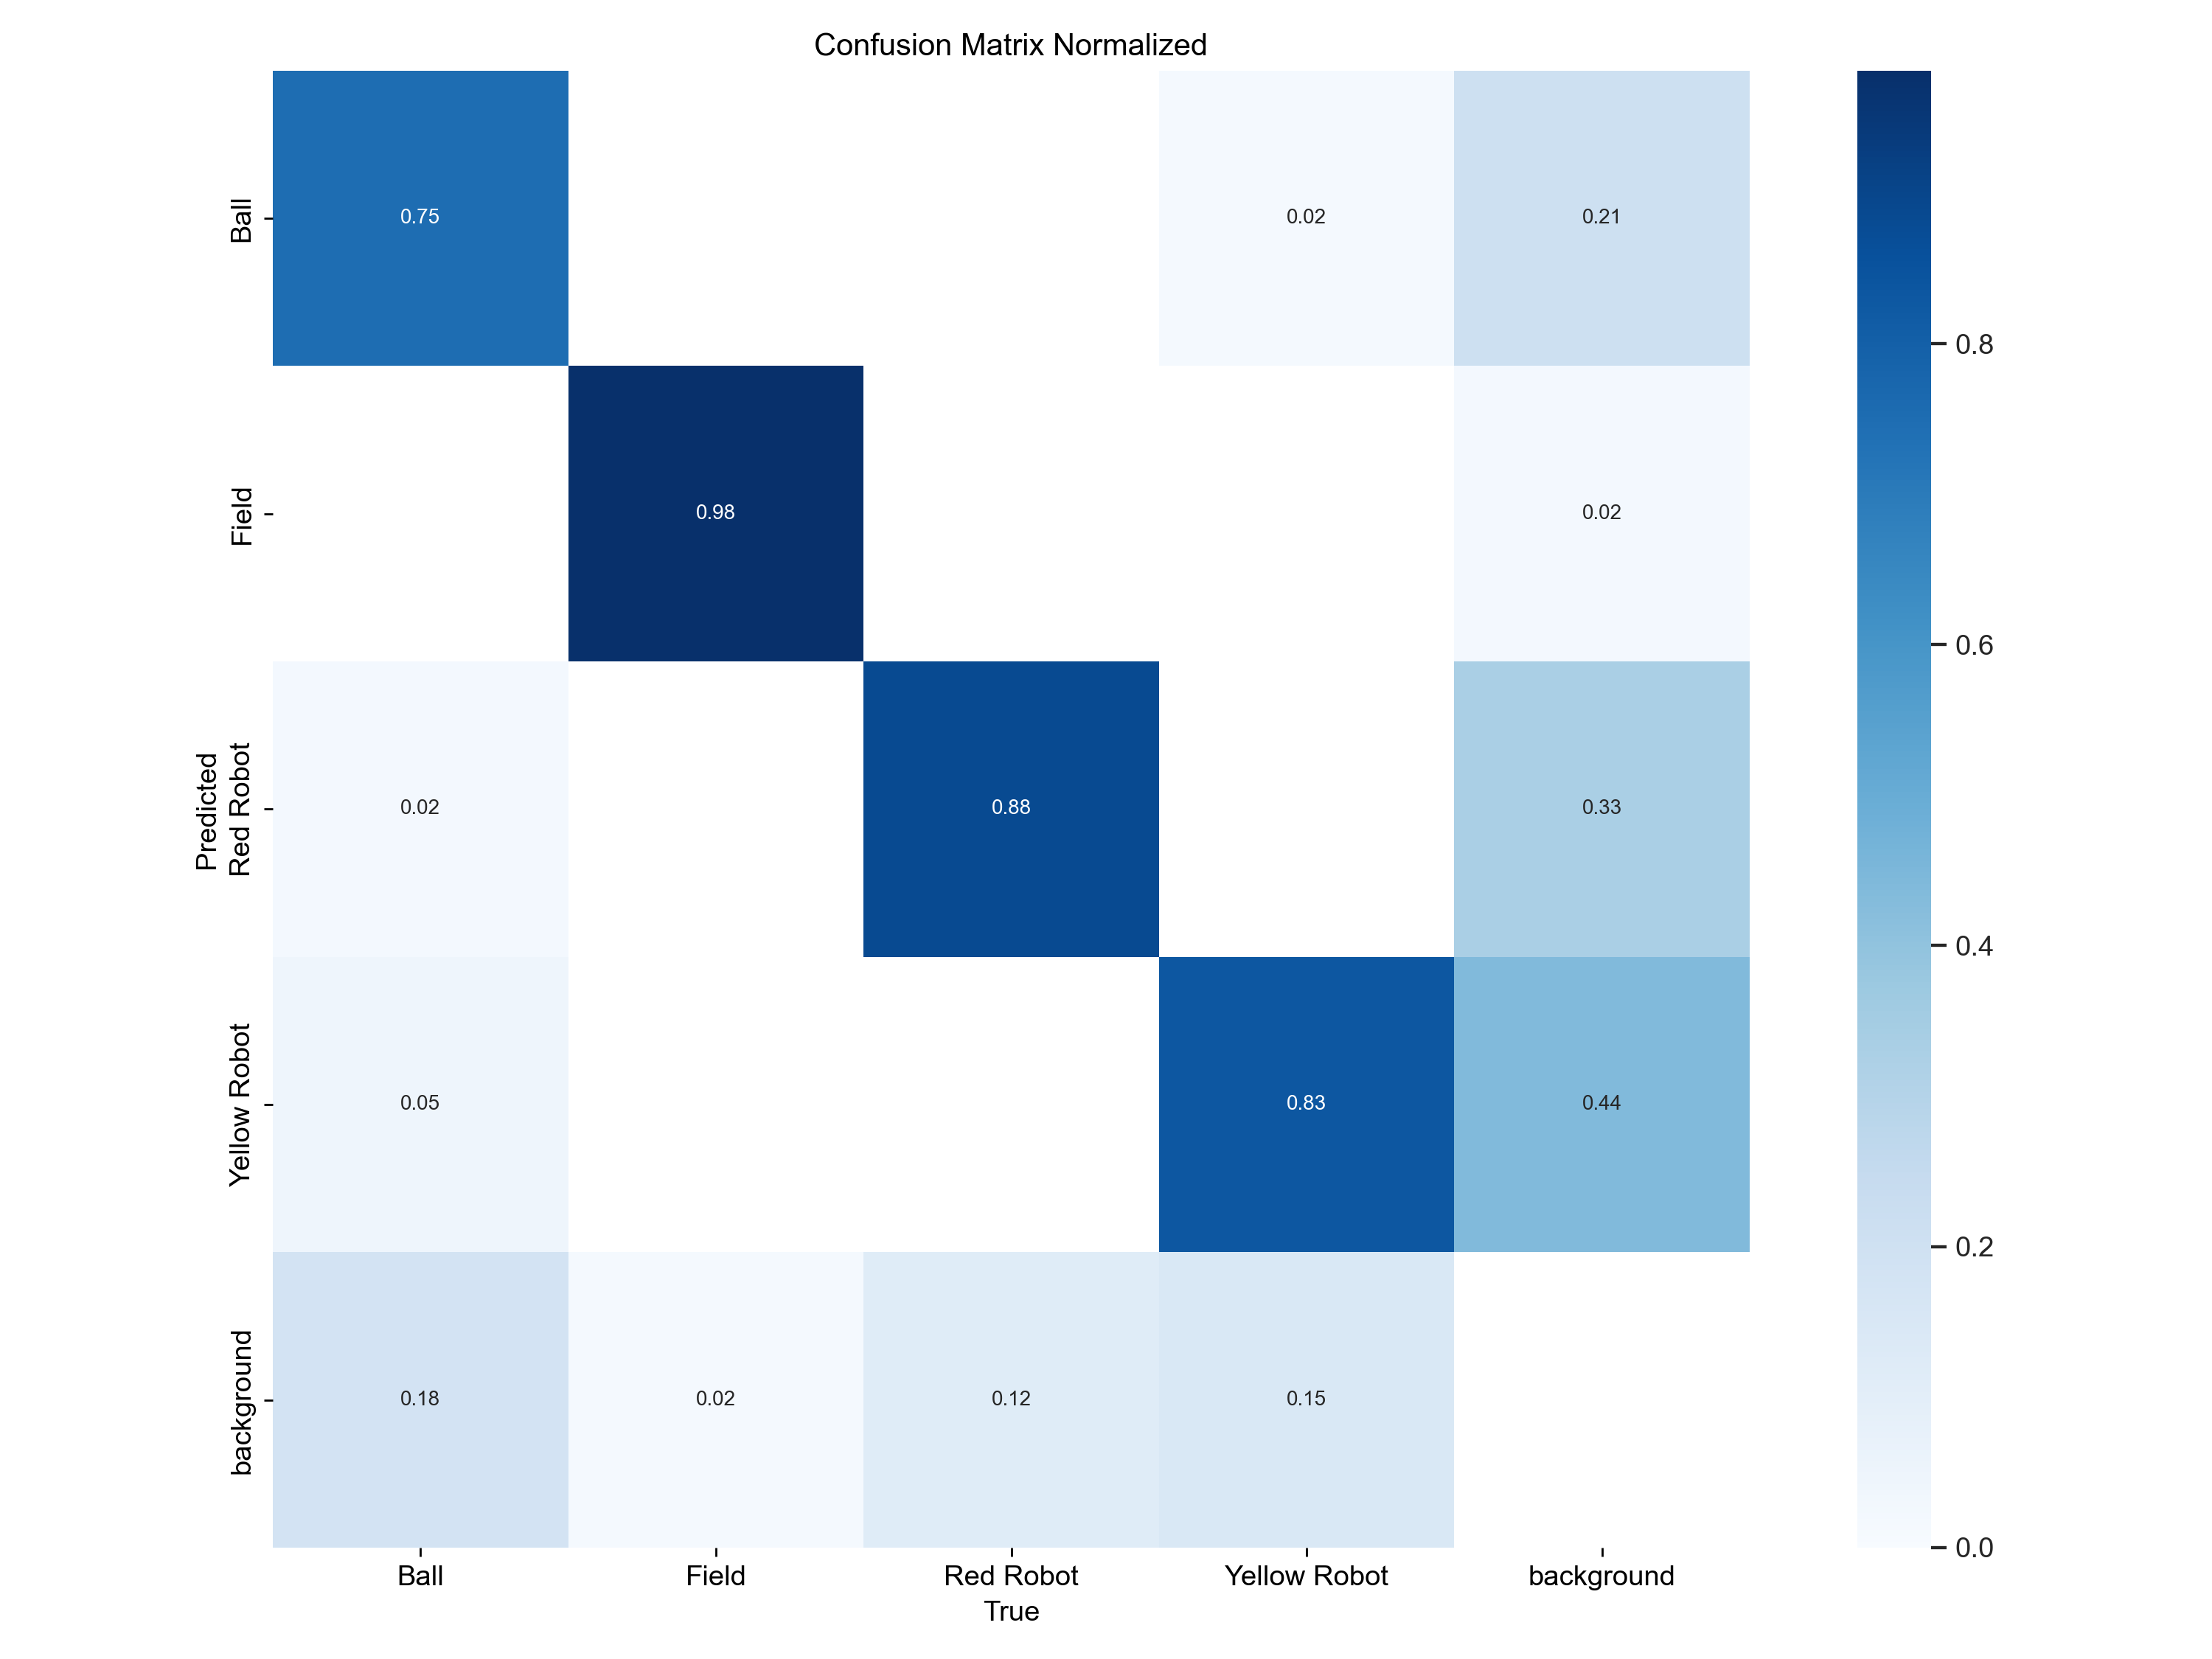 Confusion Matrix Normalized
Predicted
Ball
0.75
0.02
0.21
Field
0.98
0.02
Red Robot
0.02
0.88
0.33
Yellow Robot
0.05
0.83
0.44
background
0.18
0.02
0.12
0.15
Ball
Field
Red Robot
Yellow Robot
background
True
0.8
0.6
0.4
0.2
0.0